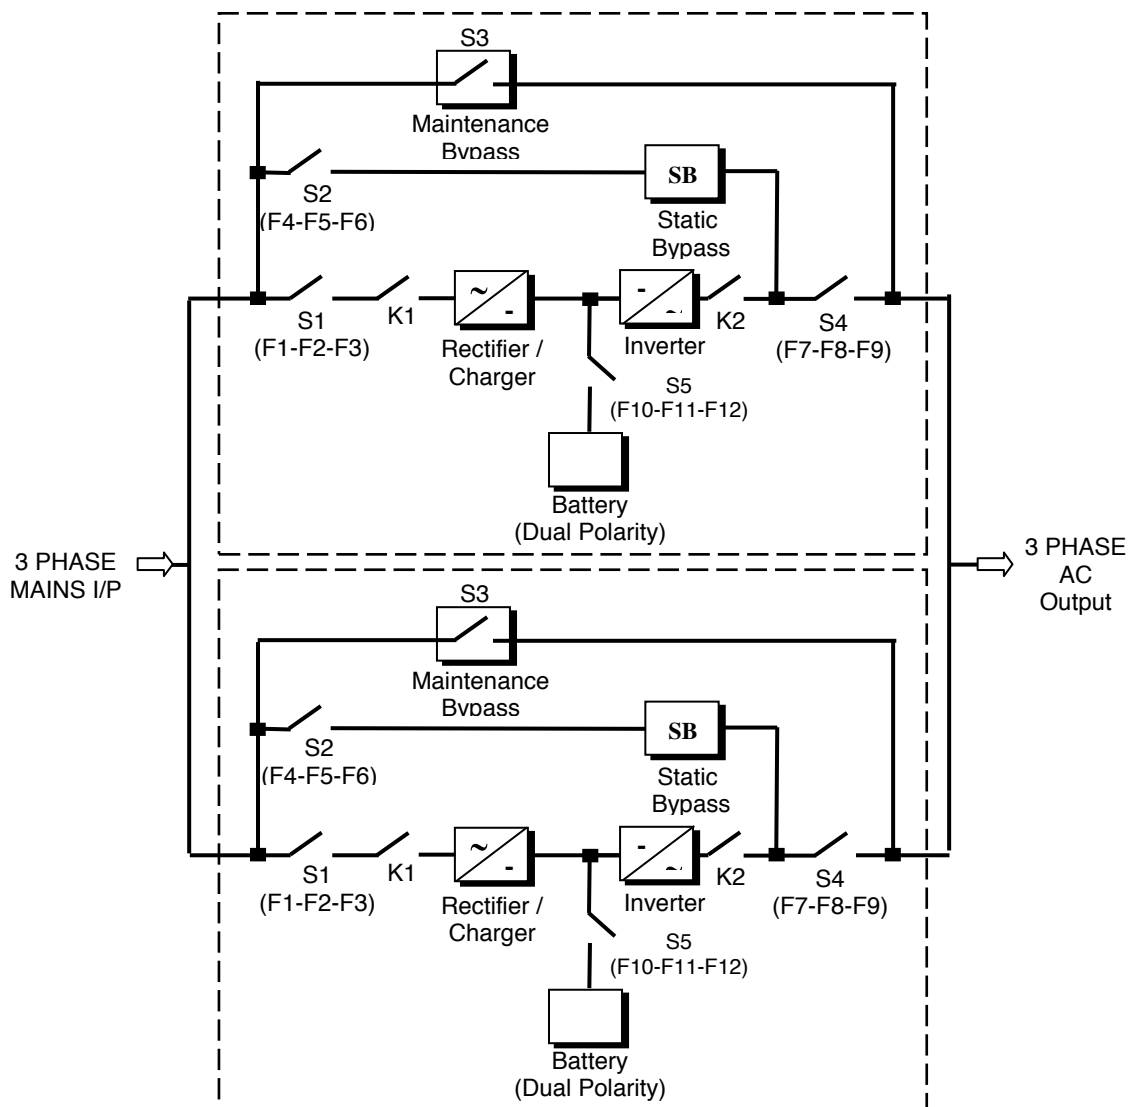 S3
Maintenance
Bypass
S2
(F4-F5-F6)
SB
Static
Bypass
S1
(F1-F2-F3)
K1
~
-
Rectifier /
Charger
-
~
Inverter
K2
S4
(F7-F8-F9)
S5
(F10-F11-F12)
Battery
(Dual Polarity)
3 PHASE
MAINS I/P
3 PHASE
AC
Output
S3
Maintenance
Bypass
S2
(F4-F5-F6)
SB
Static
Bypass
S1
(F1-F2-F3)
K1
~
-
Rectifier /
Charger
-
~
Inverter
K2
S4
(F7-F8-F9)
S5
(F10-F11-F12)
Battery
(Dual Polarity)